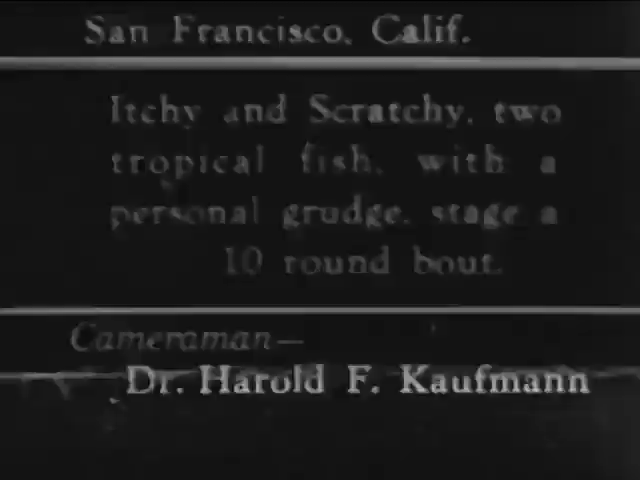 San Francisco, Calif.
Itchy and Scratchy, two
tropical fish, with a
personal grudge, stage a
10 round bout.
Cameraman—
Dr. Harold F. Kaufmann